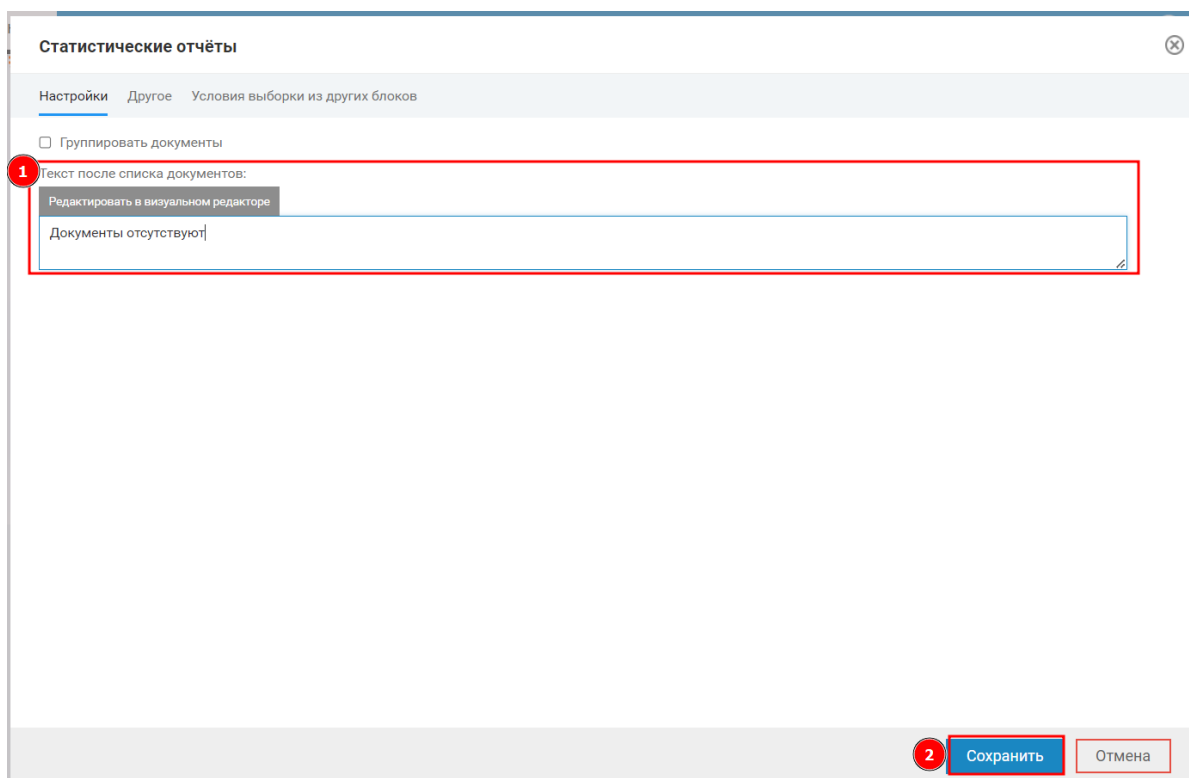 Статистические отчёты
Настройки Другое Условия выборки из других блоков
Группировать документы
1
Текст после списка документов:
Редактировать в визуальном редакторе
Документы отсутствуют
2 Сохранить Отмена